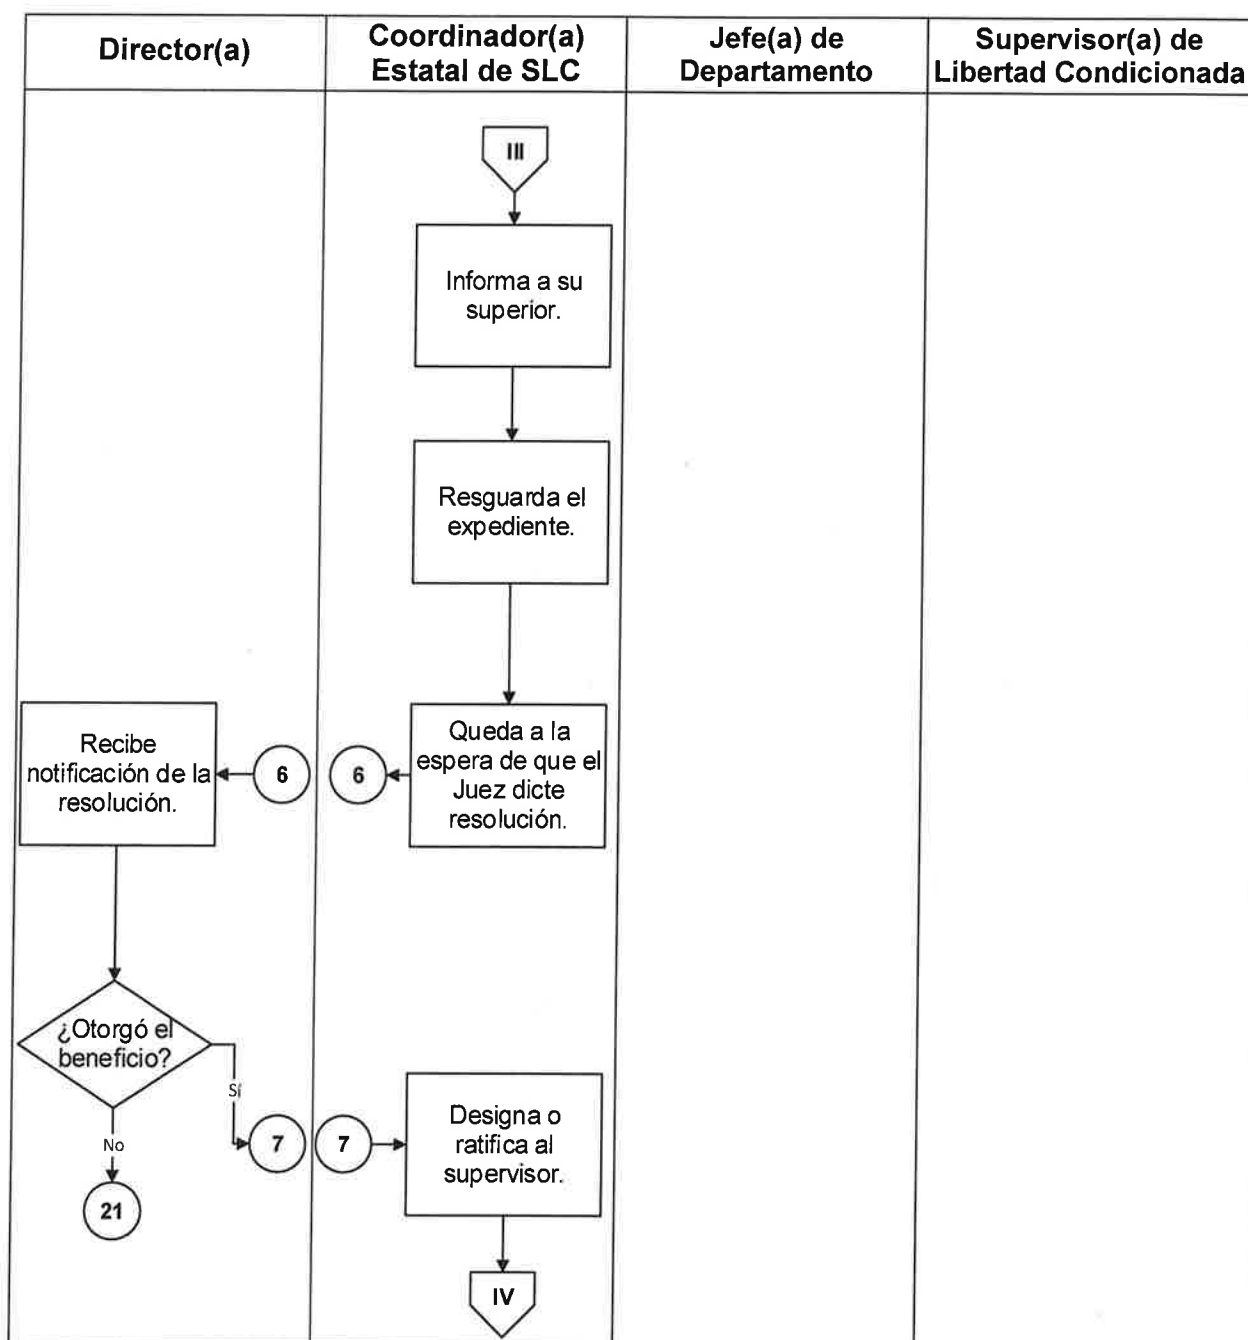 Director(a)
Coordinador(a)
Estatal de SLC
Jefe(a) de
Departamento
Supervisor(a) de
Libertad Condicionada
III
Informa a su
superior.
Resguarda el
expediente.
Queda a la
espera de que el
Juez dicte
resolución.
6
6
Recibe
notificación de la
resolución.
¿Otorgó el
beneficio?
Sí
No
7
7
Designa o
ratifica al
supervisor.
21
IV